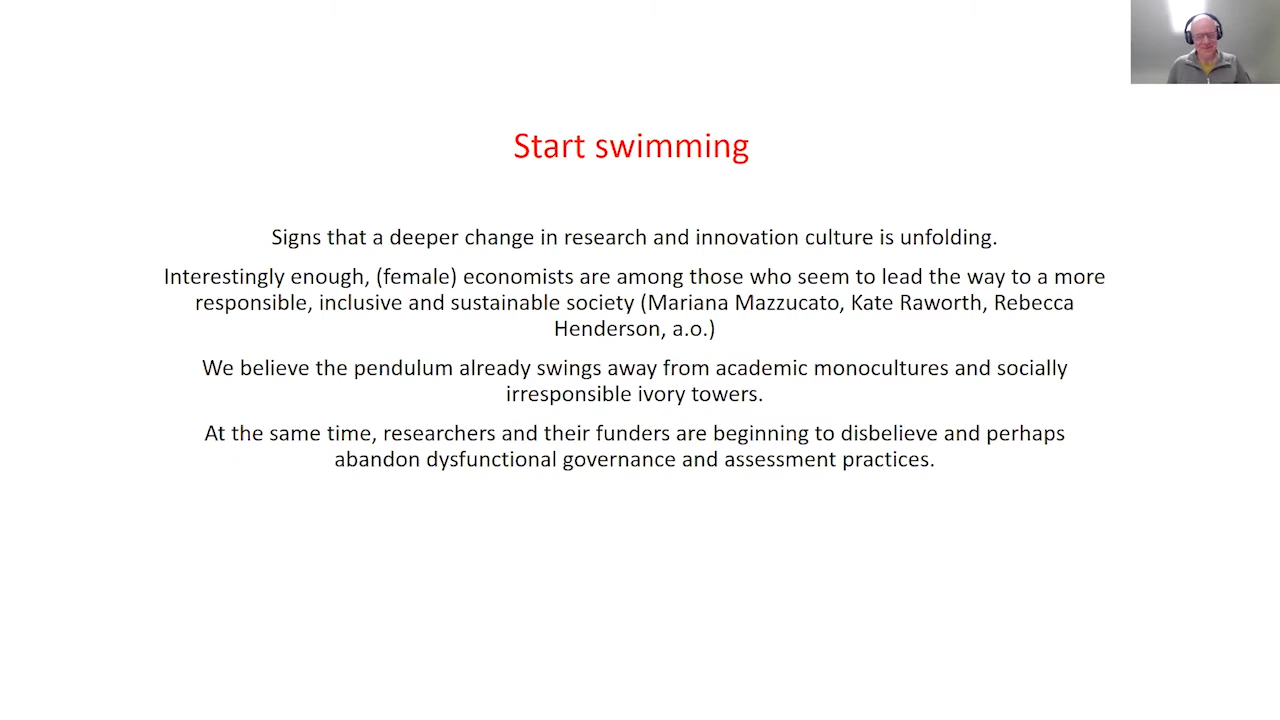 Start swimming
Signs that a deeper change in research and innovation culture is unfolding.
Interestingly enough, (female) economists are among those who seem to lead the way to a more
responsible, inclusive and sustainable society (Mariana Mazzucato, Kate Raworth, Rebecca
Henderson, a.o.)
We believe the pendulum already swings away from academic monocultures and socially
irresponsible ivory towers.
At the same time, researchers and their funders are beginning to disbelieve and perhaps
abandon dysfunctional governance and assessment practices.